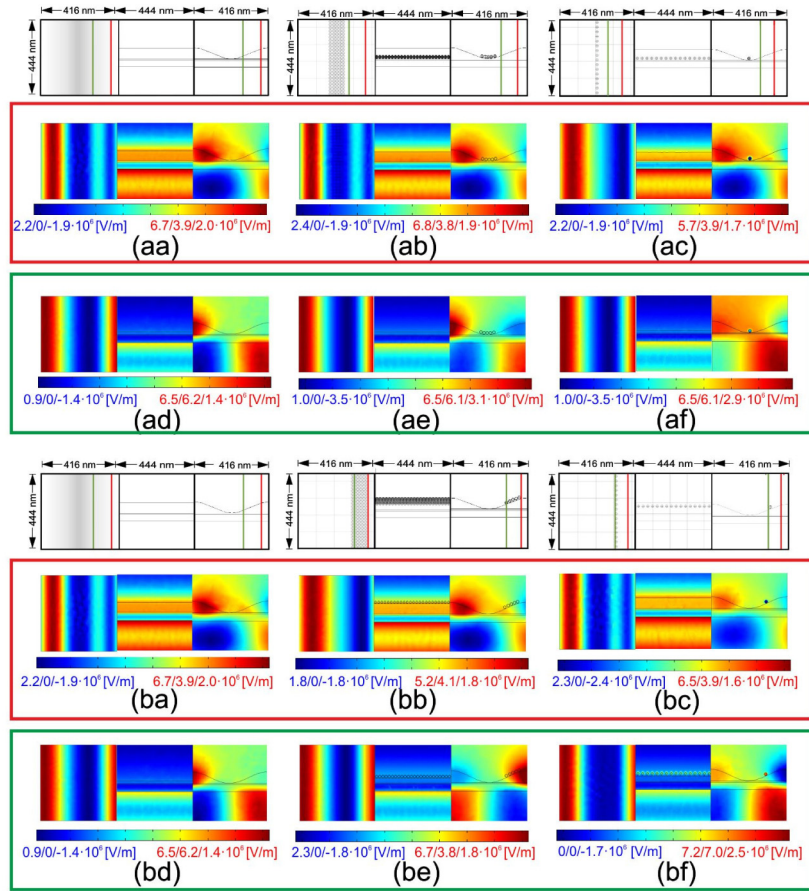 416 nm 444 nm 416 nm 416 nm 444 nm 416 nm 416 nm 444 nm 416 nm
444 nm 444 nm 444 nm
2.2/0/-1.9·10⁶ [V/m] 6.7/3.9/2.0·10⁶ [V/m] 2.4/0/-1.9·10⁶ [V/m] 6.8/3.8/1.9·10⁶ [V/m] 2.2/0/-1.9·10⁶ [V/m] 5.7/3.9/1.7·10⁶ [V/m]
(aa) (ab) (ac)
0.9/0/-1.4·10⁶ [V/m] 6.5/6.2/1.4·10⁶ [V/m] 1.0/0/-3.5·10⁶ [V/m] 6.5/6.1/3.1·10⁶ [V/m] 1.0/0/-3.5·10⁶ [V/m] 6.5/6.1/2.9·10⁶ [V/m]
(ad) (ae) (af)
416 nm 444 nm 416 nm 416 nm 444 nm 416 nm 416 nm 444 nm 416 nm
444 nm 444 nm 444 nm
2.2/0/-1.9·10⁶ [V/m] 6.7/3.9/2.0·10⁶ [V/m] 1.8/0/-1.8·10⁶ [V/m] 5.2/4.1/1.8·10⁶ [V/m] 2.3/0/-2.4·10⁶ [V/m] 6.5/3.9/1.6·10⁶ [V/m]
(ba) (bb) (bc)
0.9/0/-1.4·10⁶ [V/m] 6.5/6.2/1.4·10⁶ [V/m] 2.3/0/-1.8·10⁶ [V/m] 6.7/3.8/1.8·10⁶ [V/m] 0/0/-1.7·10⁶ [V/m] 7.2/7.0/2.5·10⁶ [V/m]
(bd) (be) (bf)